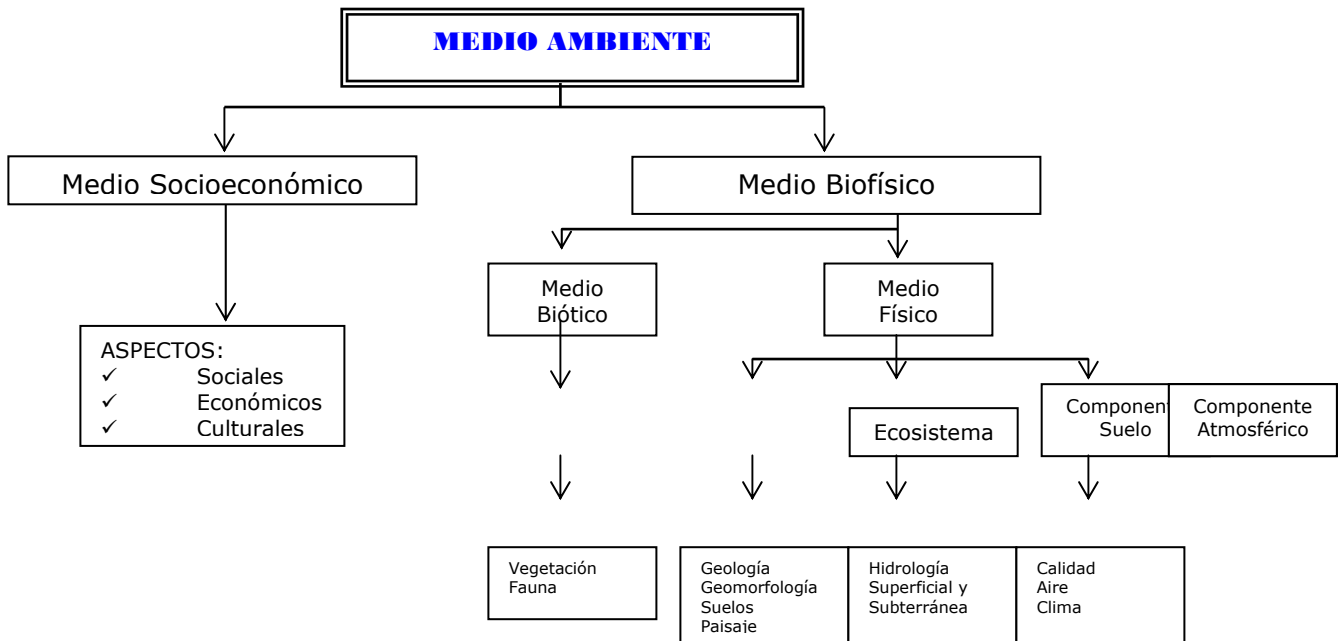 MEDIO AMBIENTE
Medio Socioeconómico
Medio Biofísico
Medio
Biótico
Medio
Físico
ASPECTOS:
✓ Sociales
✓ Económicos
✓ Culturales
Ecosistema
Componen
Suelo
Componente
Atmosférico
Vegetación
Fauna
Geología
Geomorfología
Suelos
Paisaje
Hidrología
Superficial y
Subterránea
Calidad
Aire
Clima